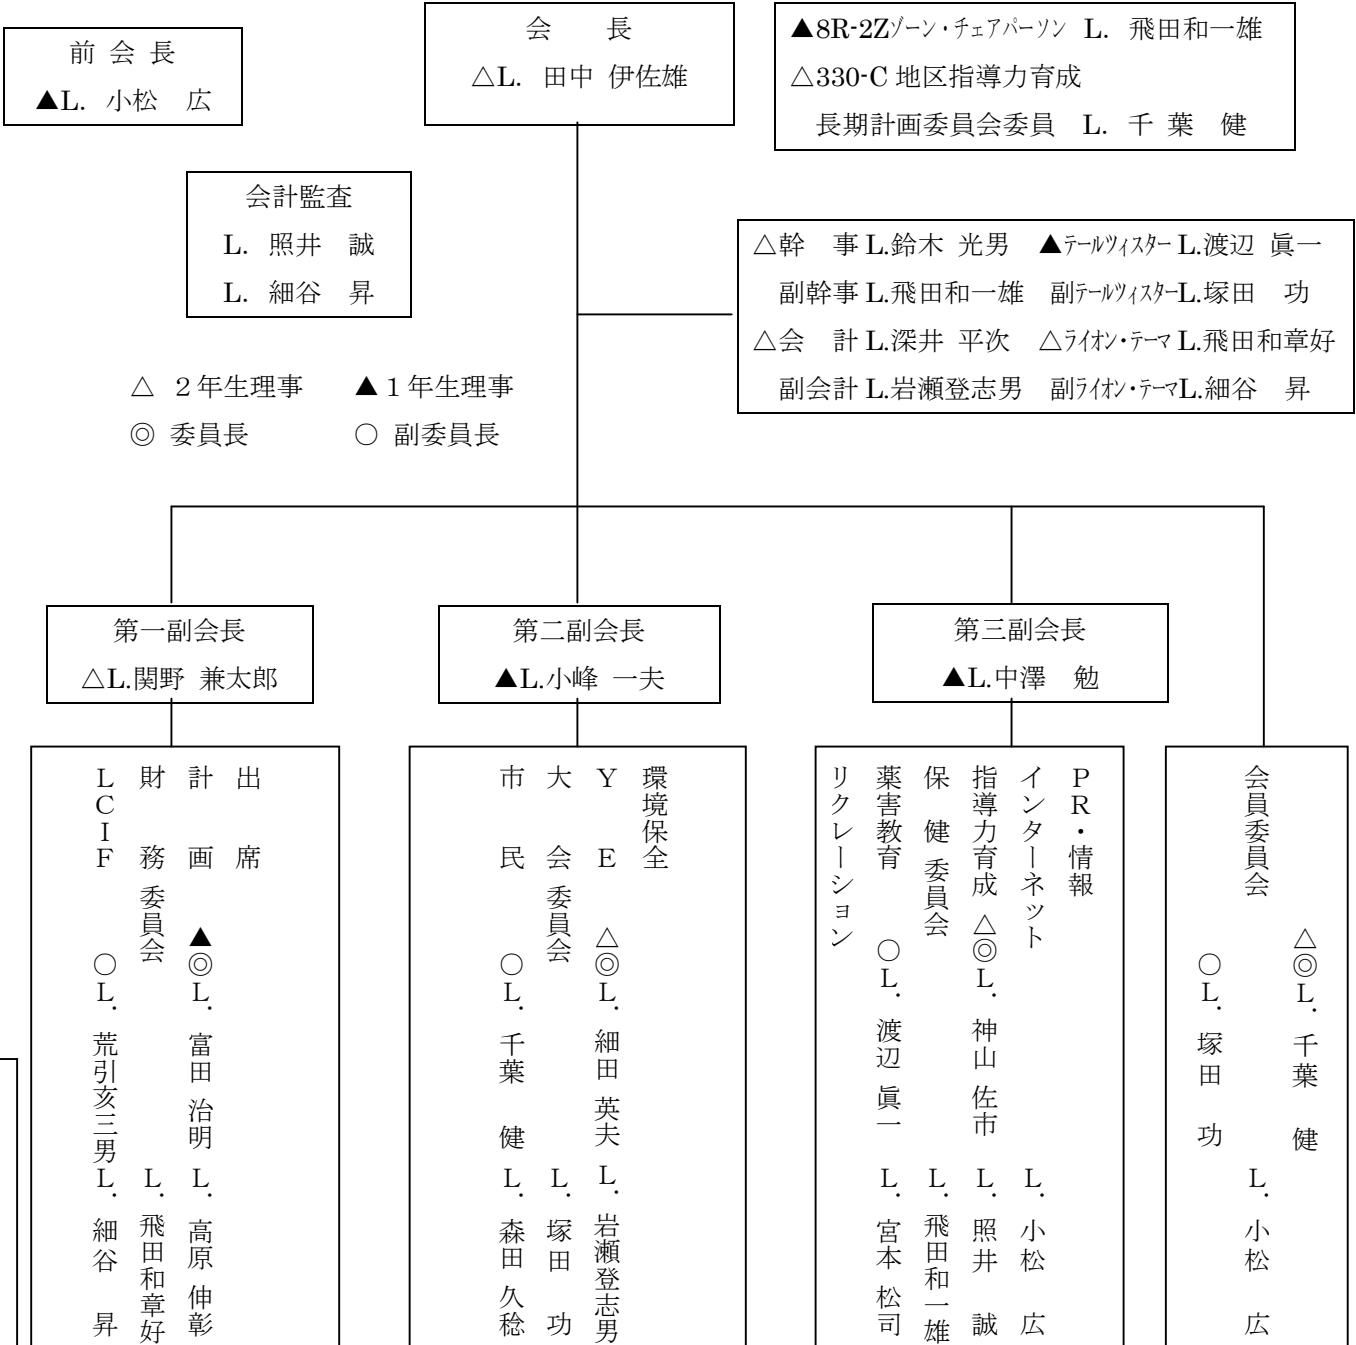 前 会 長
▲L. 小松　広
会　　長
△L. 田中 伊佐雄
▲8R-2Zゾーン・チェアパーソン L. 飛田和一雄
△330-C 地区指導力育成
長期計画委員会委員 L. 千 葉 健
会計監査
L. 照井　誠
L. 細谷　昇
△幹　事 L.鈴木 光男　▲テールツィスター L.渡辺 眞一
副幹事 L.飛田和一雄　副テールツィスターL.塚田　功
△会　計 L.深井 平次　△ライオン・テーマ L.飛田和章好
副会計 L.岩瀬登志男　副ライオン・テーマL.細谷　昇
△ ２年生理事　▲１年生理事
◎ 委員長　○ 副委員長
第一副会長
△L.関野 兼太郎
第二副会長
▲L.小峰 一夫
第三副会長
▲L.中澤　勉
出　席
計　画　▲◎L. 富田 治明　L. 高原 伸彰
財　務 委員会　L. 飛田和章好
ＬＣＩＦ　○L. 荒引亥三男　L. 細谷　昇
環境保全
Ｙ　Ｅ　△◎L. 細田 英夫　L. 岩瀬登志男
大　会 委員会　L. 塚田　功
市　民　○L. 千葉　健　L. 森田 久稔
ＰＲ・情報
インターネット　L. 小松　広
指導力育成　△◎L. 神山 佐市　L. 照井　誠
保　健 委員会　L. 飛田和一雄
薬害教育　○L. 渡辺 眞一　L. 宮本 松司
リクレーション
△◎L. 千葉　健
会員委員会　L. 小松　広
○L. 塚田　功